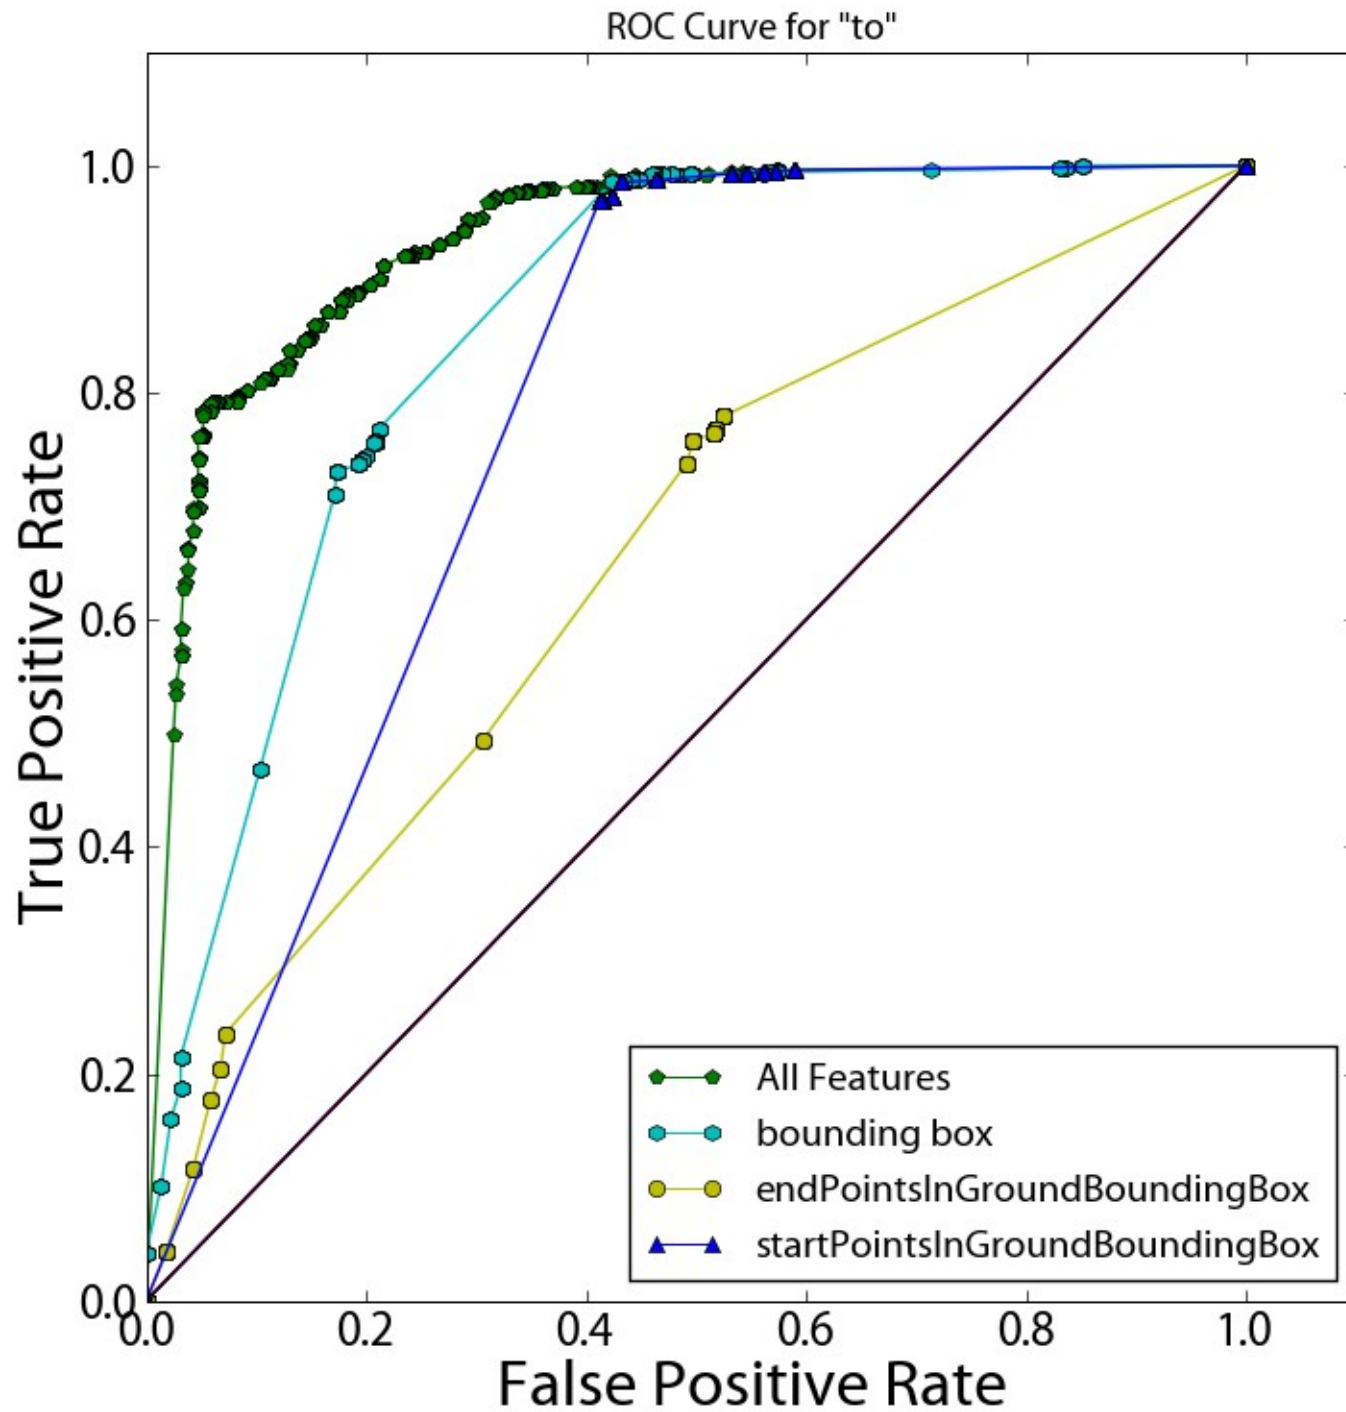 ROC Curve for "to"
True Positive Rate
1.0
0.8
0.6
0.4
0.2
0.0
0.0 0.2 0.4 0.6 0.8 1.0
False Positive Rate
All Features
bounding box
endPointsInGroundBoundingBox
startPointsInGroundBoundingBox